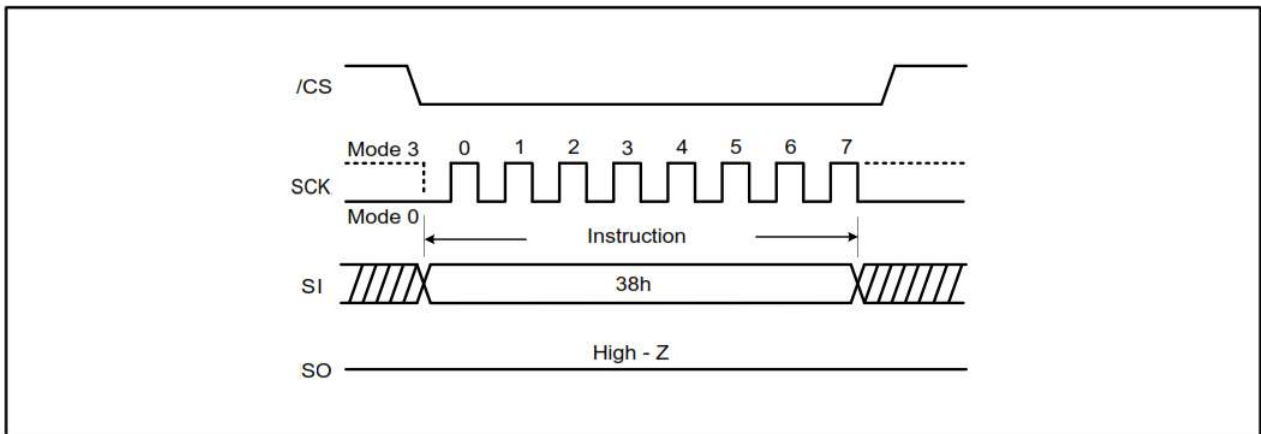 /CS
Mode 3 0 1 2 3 4 5 6 7
SCK
Mode 0
Instruction
SI 38h
High - Z
SO